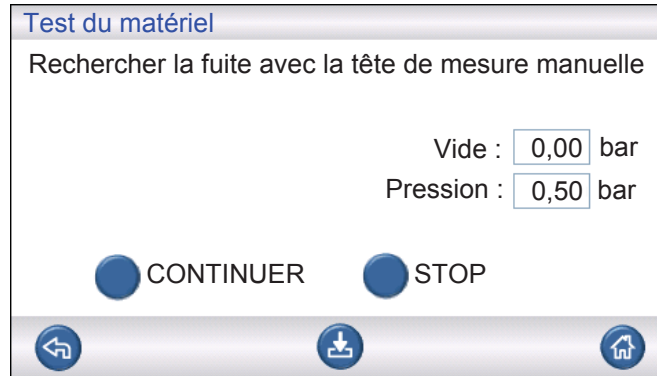 Test du matériel
Rechercher la fuite avec la tête de mesure manuelle
Vide : 0,00 bar
Pression : 0,50 bar
CONTINUER STOP